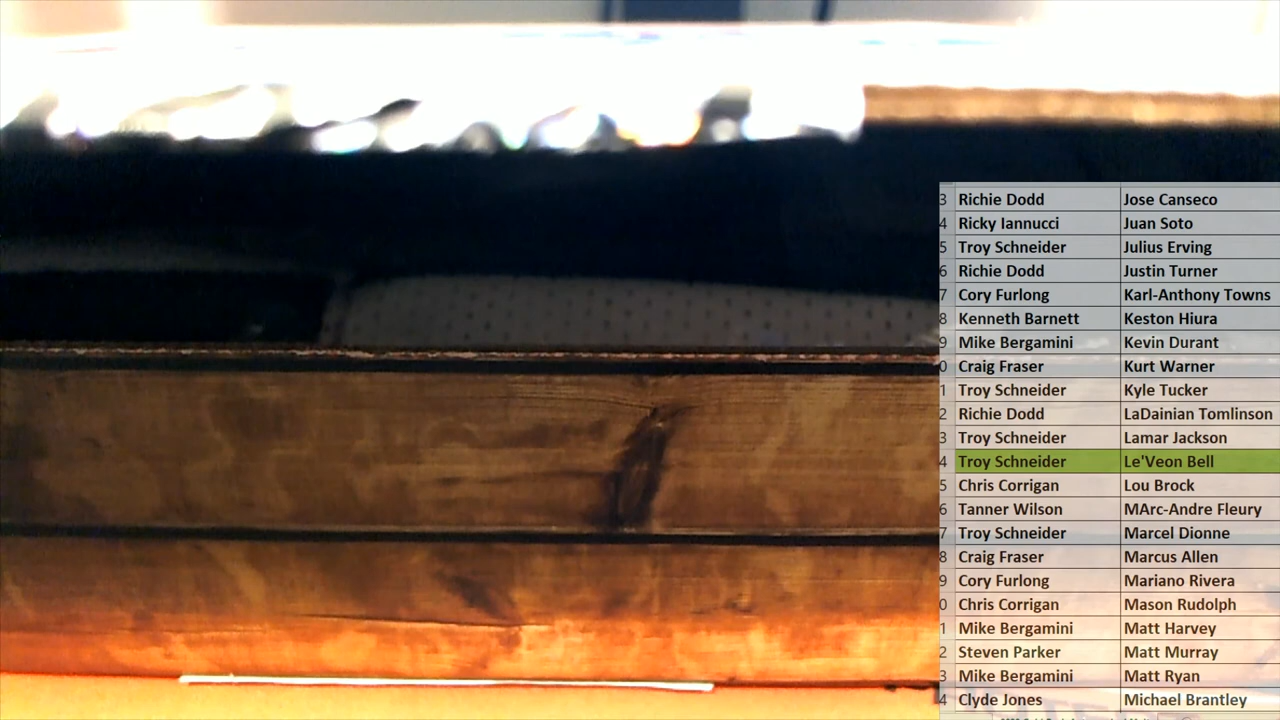 3 Richie Dodd Jose Canseco
4 Ricky Iannucci Juan Soto
5 Troy Schneider Julius Erving
6 Richie Dodd Justin Turner
7 Cory Furlong Karl-Anthony Towns
8 Kenneth Barnett Keston Hiura
9 Mike Bergamini Kevin Durant
0 Craig Fraser Kurt Warner
1 Troy Schneider Kyle Tucker
2 Richie Dodd LaDainian Tomlinson
3 Troy Schneider Lamar Jackson
4 Troy Schneider Le'Veon Bell
5 Chris Corrigan Lou Brock
6 Tanner Wilson MArc-Andre Fleury
7 Troy Schneider Marcel Dionne
8 Craig Fraser Marcus Allen
9 Cory Furlong Mariano Rivera
0 Chris Corrigan Mason Rudolph
1 Mike Bergamini Matt Harvey
2 Steven Parker Matt Murray
3 Mike Bergamini Matt Ryan
4 Clyde Jones Michael Brantley